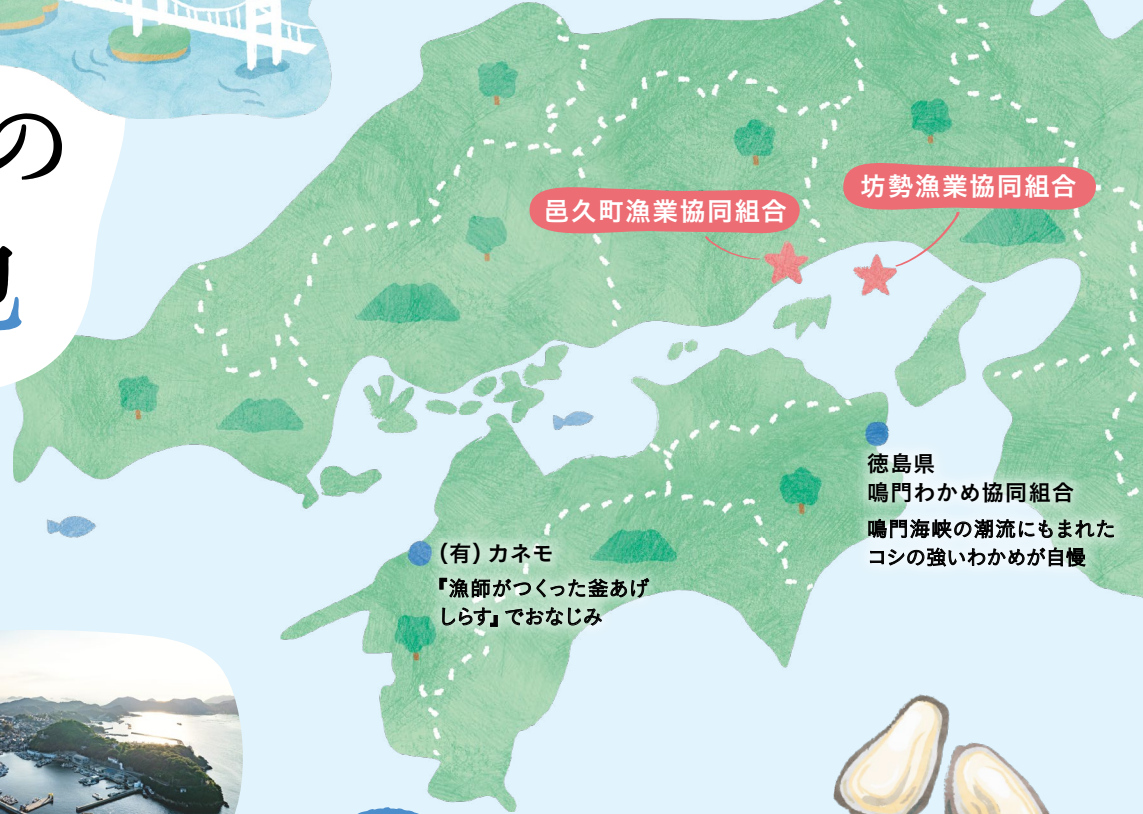 の
坊勢漁業協同組合
邑久町漁業協同組合
徳島県
鳴門わかめ協同組合
鳴門海峡の潮流にもまれた
コシの強いわかめが自慢
(有)カネモ
『漁師がつくった釜あげ
しらす』でおなじみ